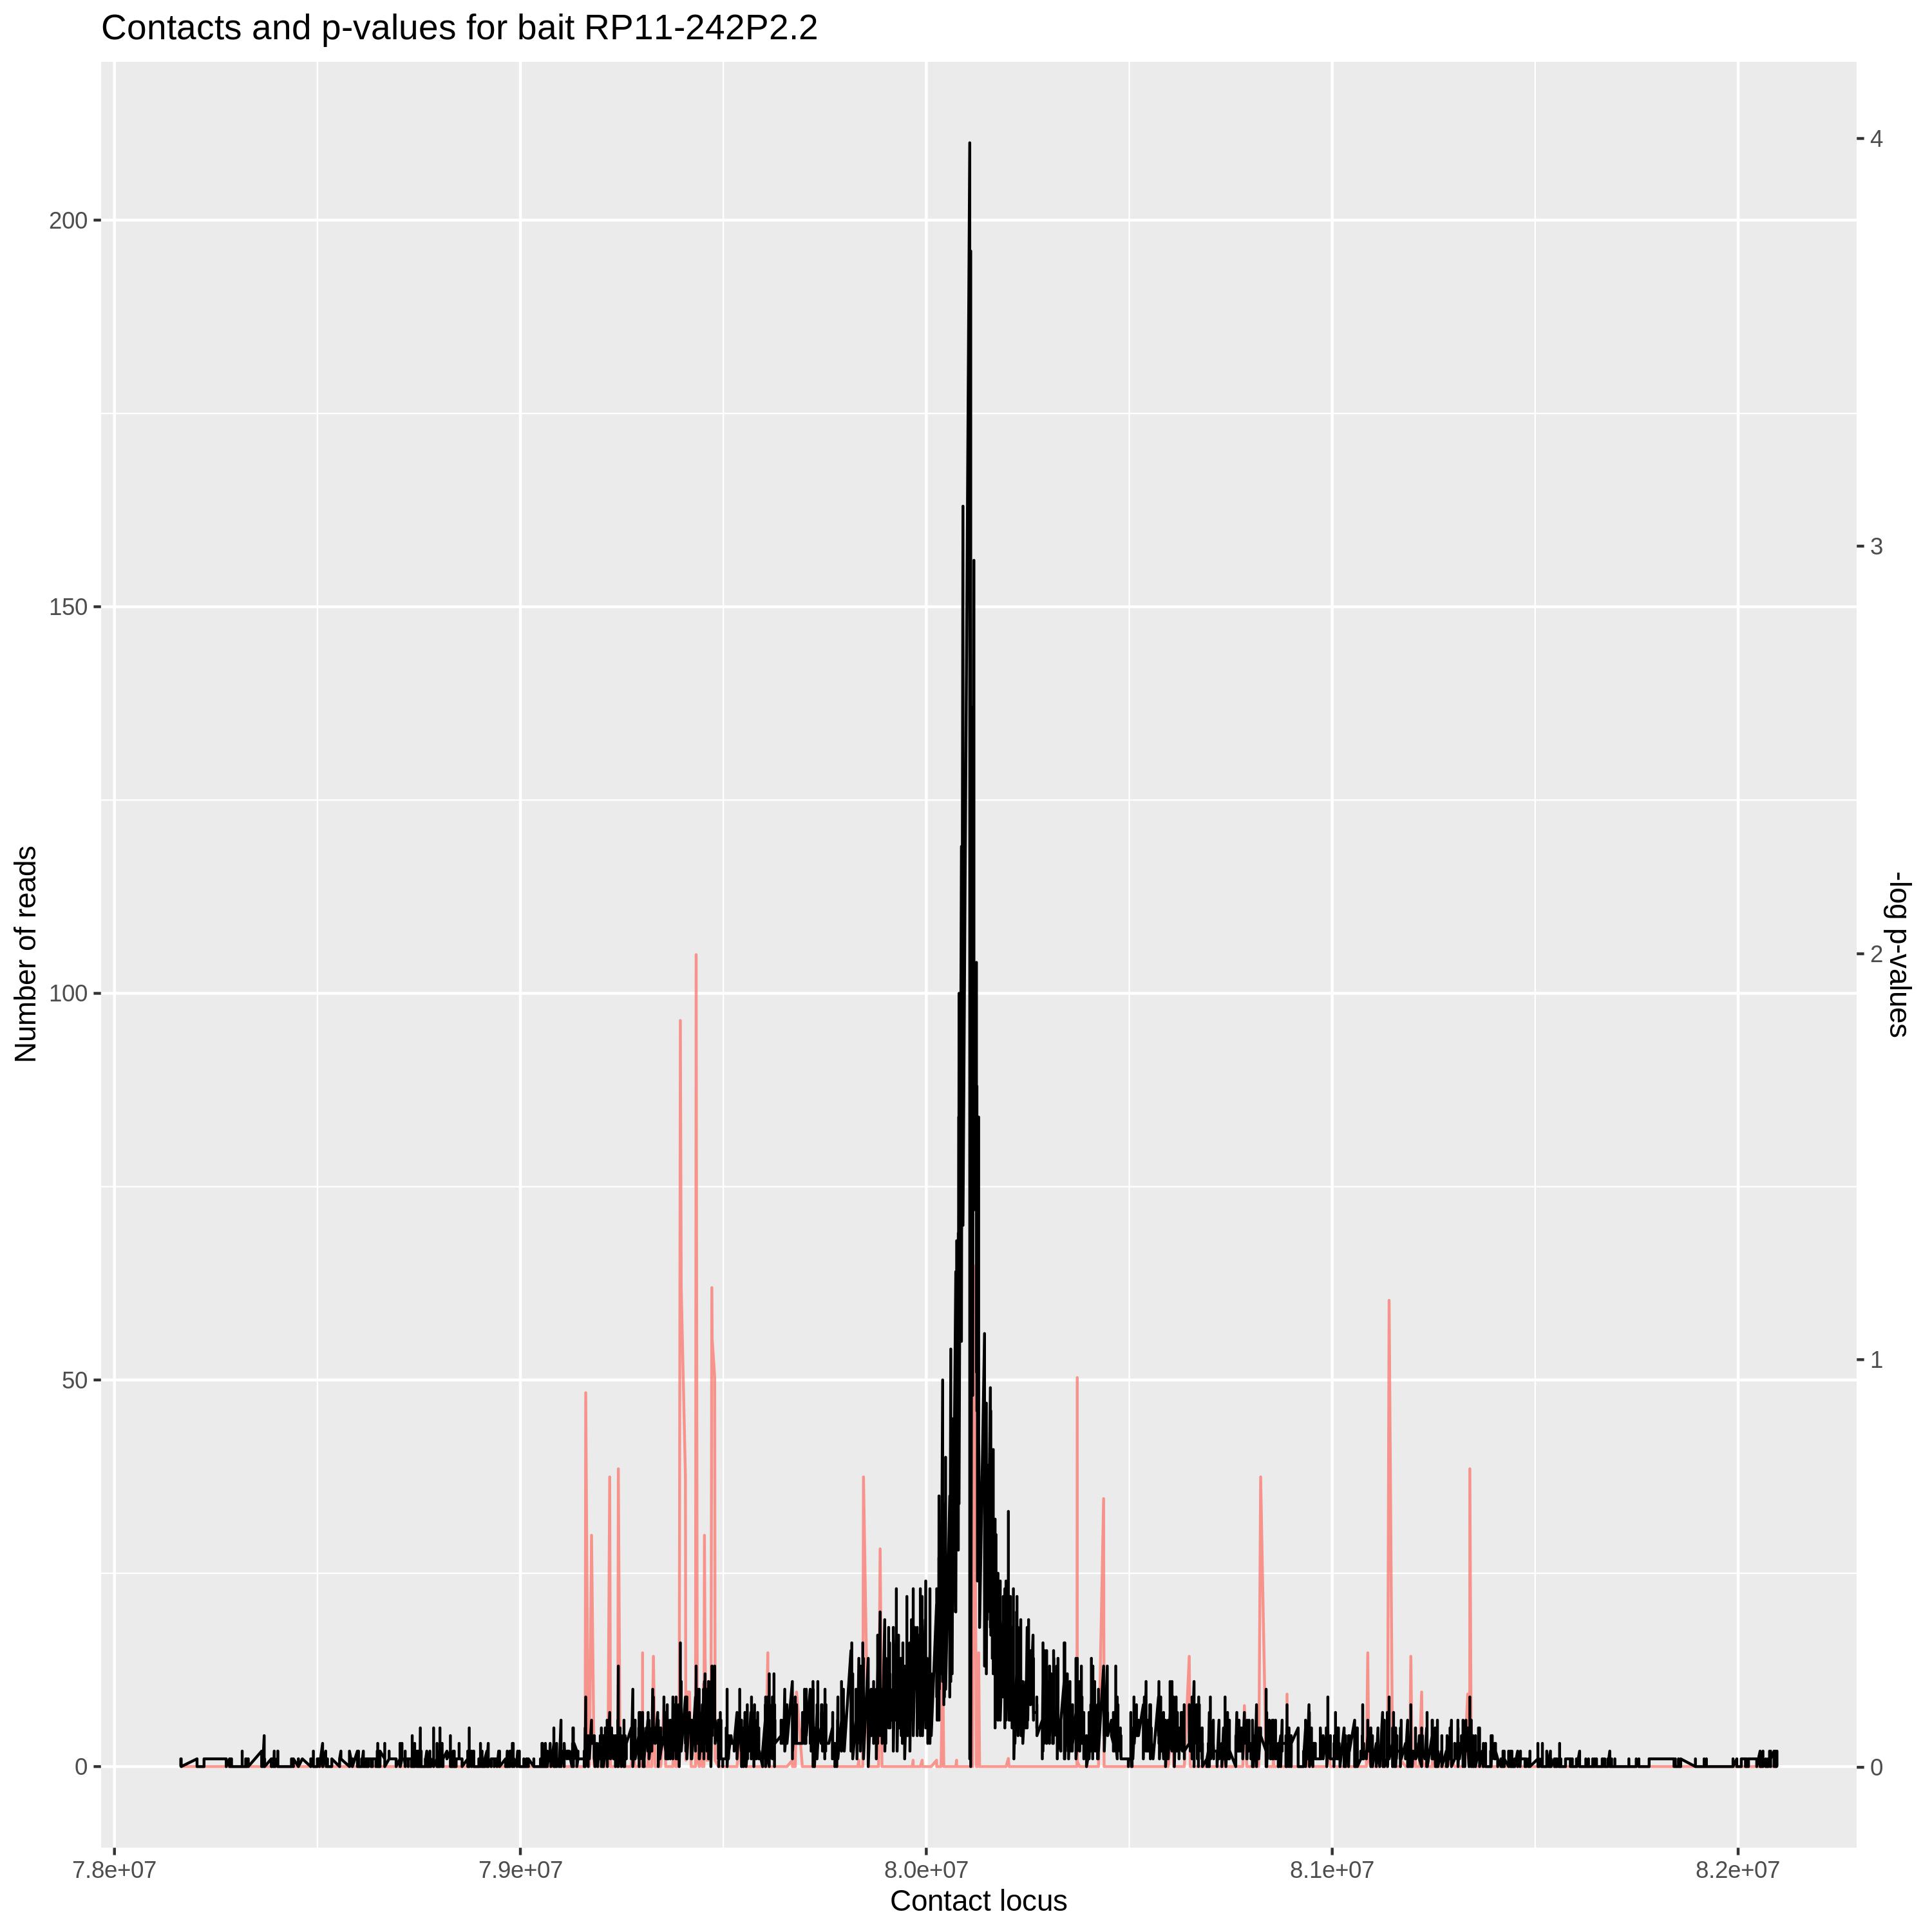 Contacts and p-values for bait RP11-242P2.2
Number of reads
200
150
100
50
0
4
3
2
1
0
-log p-values
7.8e+07
7.9e+07
8.0e+07
8.1e+07
8.2e+07
Contact locus